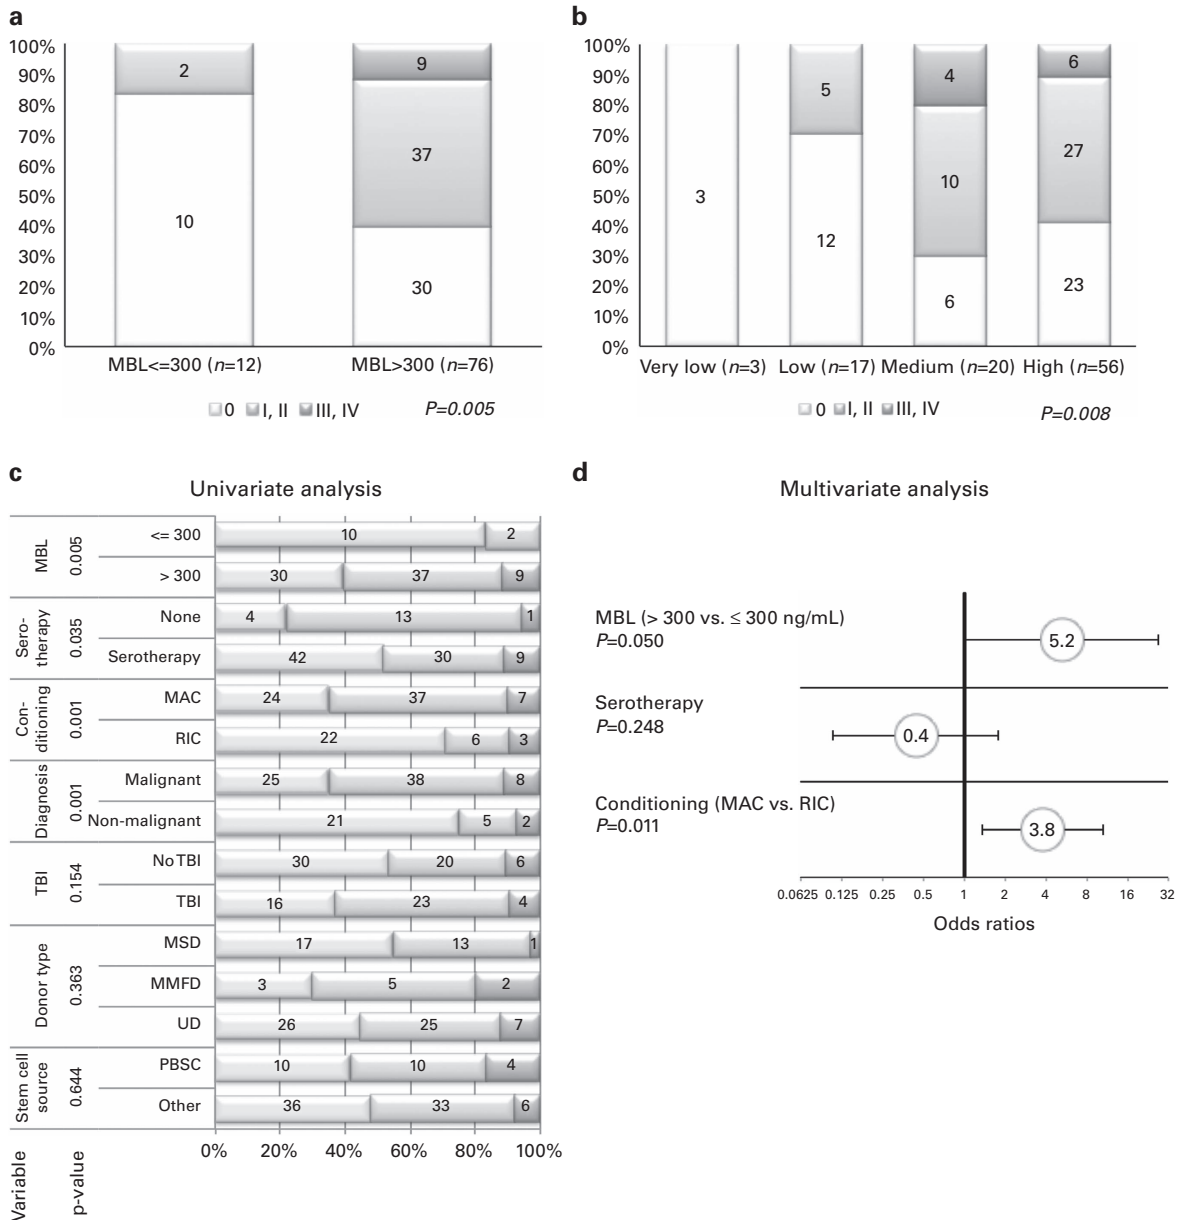 a
100%
90%
80%
70%
60%
50%
40%
30%
20%
10%
0%
2
10
9
37
30
MBL<=300 (n=12)
MBL>300 (n=76)
0 I, II III, IV
P=0.005
b
100%
90%
80%
70%
60%
50%
40%
30%
20%
10%
0%
3
5
12
4
10
6
6
27
23
Very low (n=3) Low (n=17) Medium (n=20) High (n=56)
0 I, II III, IV
P=0.008
c
Univariate analysis
MBL
0.005
<= 300
10 2
> 300
30 37 9
Sero-
therapy
0.035
None
4 13 1
Serotherapy
42 30 9
Con-
ditioning
0.001
MAC
24 37 7
RIC
22 6 3
Diagnosis
0.001
Malignant
25 38 8
Non-malignant
21 5 2
TBI
0.154
No TBI
30 20 6
TBI
16 23 4
Donor type
0.363
MSD
17 13 1
MMFD
3 5 2
UD
26 25 7
Stem cell
source
0.644
PBSC
10 10 4
Other
36 33 6
0% 20% 40% 60% 80% 100%
Variable
p-value
d
Multivariate analysis
MBL (> 300 vs. ≤ 300 ng/mL)
P=0.050
5.2
Serotherapy
P=0.248
0.4
Conditioning (MAC vs. RIC)
P=0.011
3.8
0.0625 0.125 0.25 0.5 1 2 4 8 16 32
Odds ratios